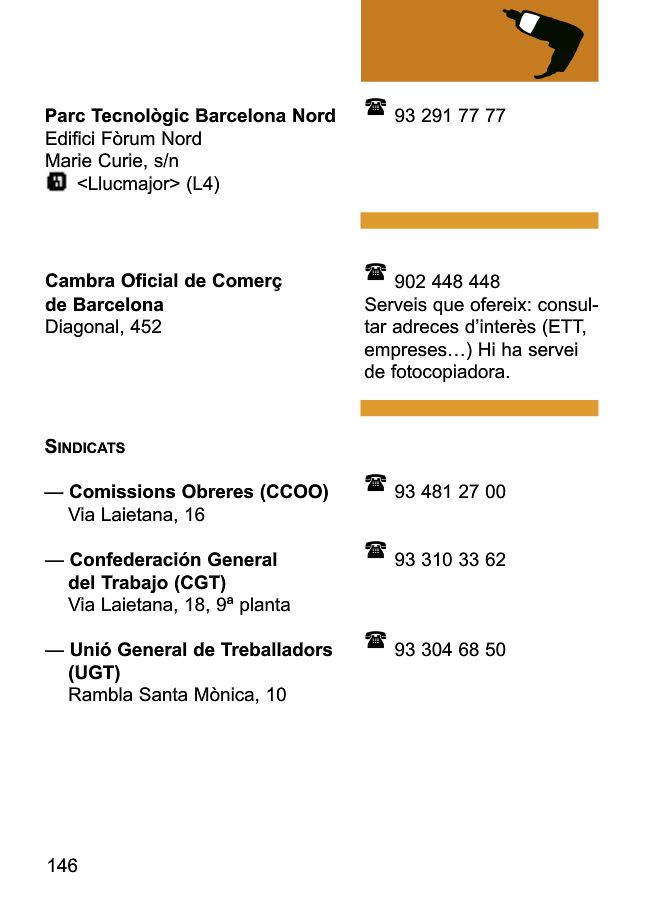 Parc Tecnològic Barcelona Nord
Edifici Fòrum Nord
Marie Curie, s/n
<Llucmajor> (L4)
93 291 77 77
Cambra Oficial de Comerç
de Barcelona
Diagonal, 452
902 448 448
Serveis que ofereix: consul-
tar adreces d’interès (ETT,
empreses…) Hi ha servei
de fotocopiadora.
SINDICATS
— Comissions Obreres (CCOO)
Via Laietana, 16
93 481 27 00
— Confederación General
del Trabajo (CGT)
Via Laietana, 18, 9ª planta
93 310 33 62
— Unió General de Treballadors
(UGT)
Rambla Santa Mònica, 10
93 304 68 50
146